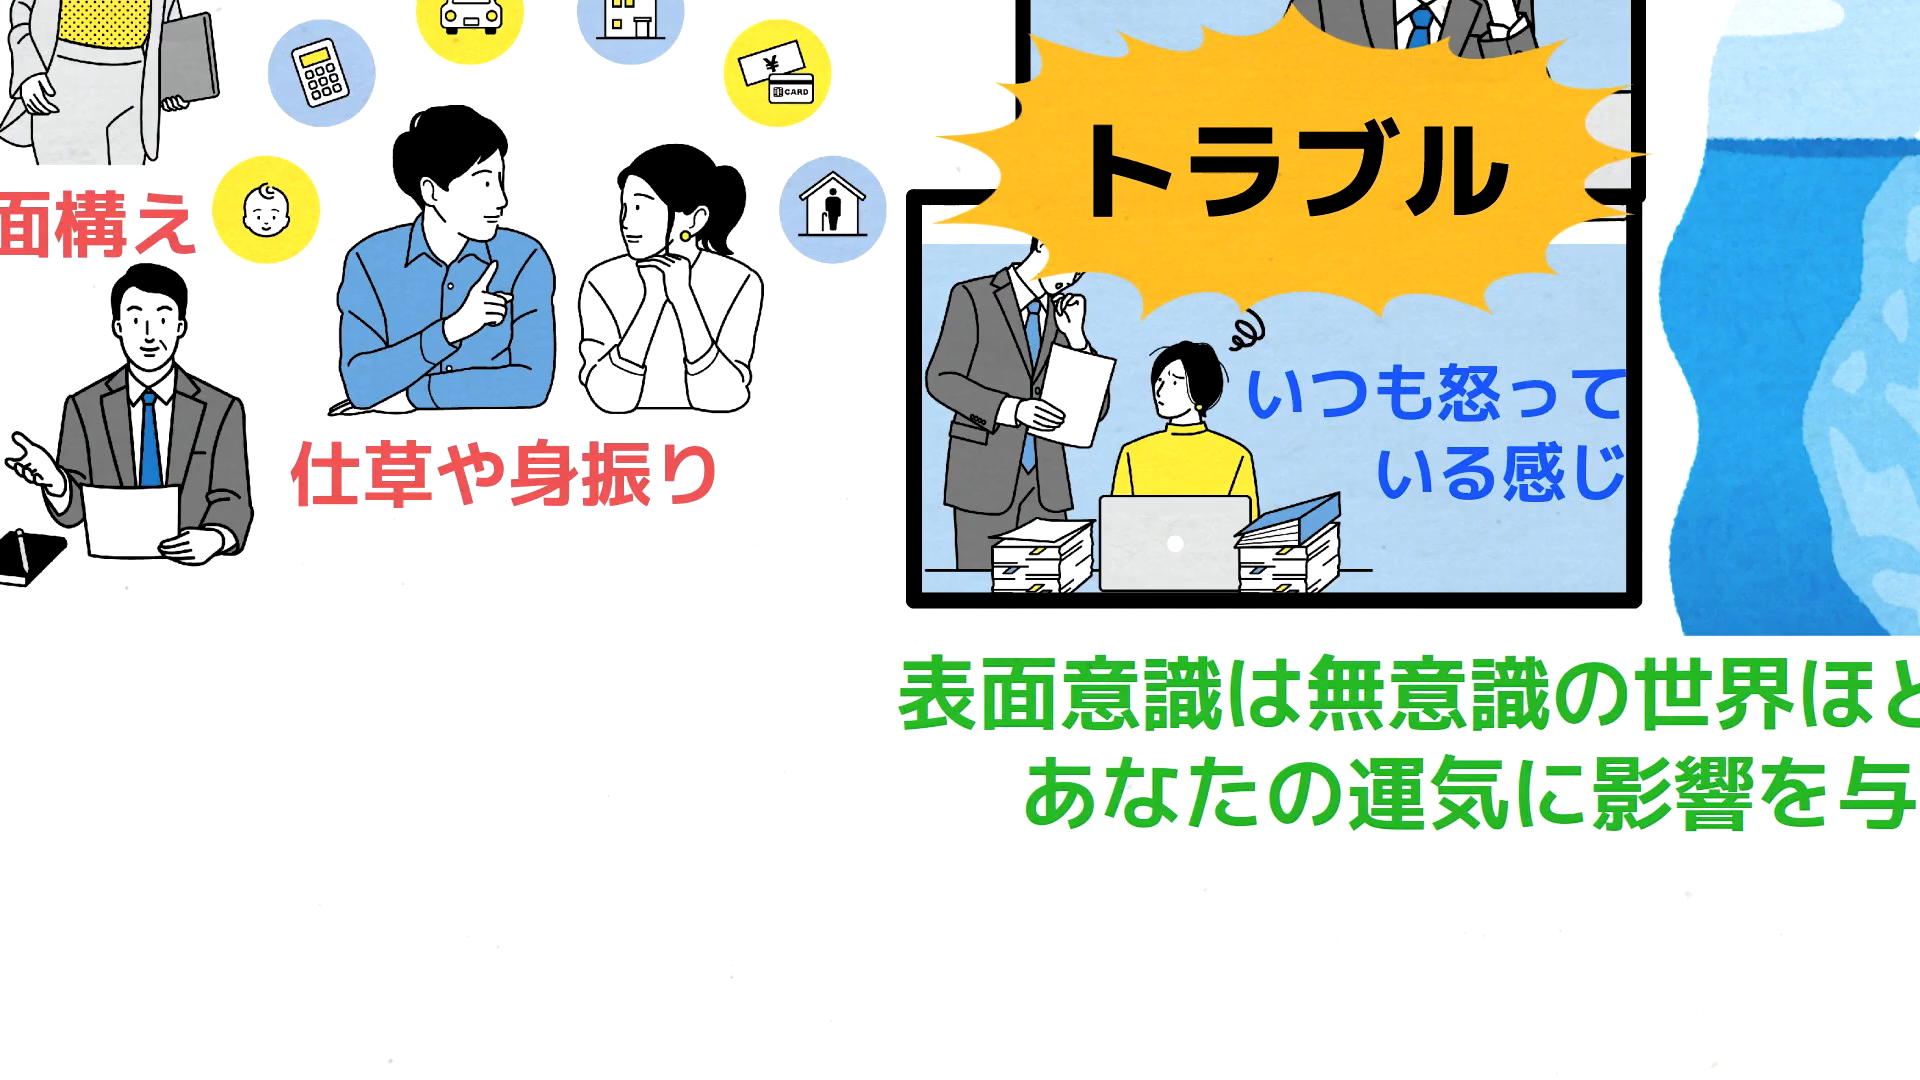 ¥
CARD
面構え
仕草や身振り
トラブル
いつも怒って
いる感じ
表面意識は無意識の世界ほど
あなたの運気に影響を与